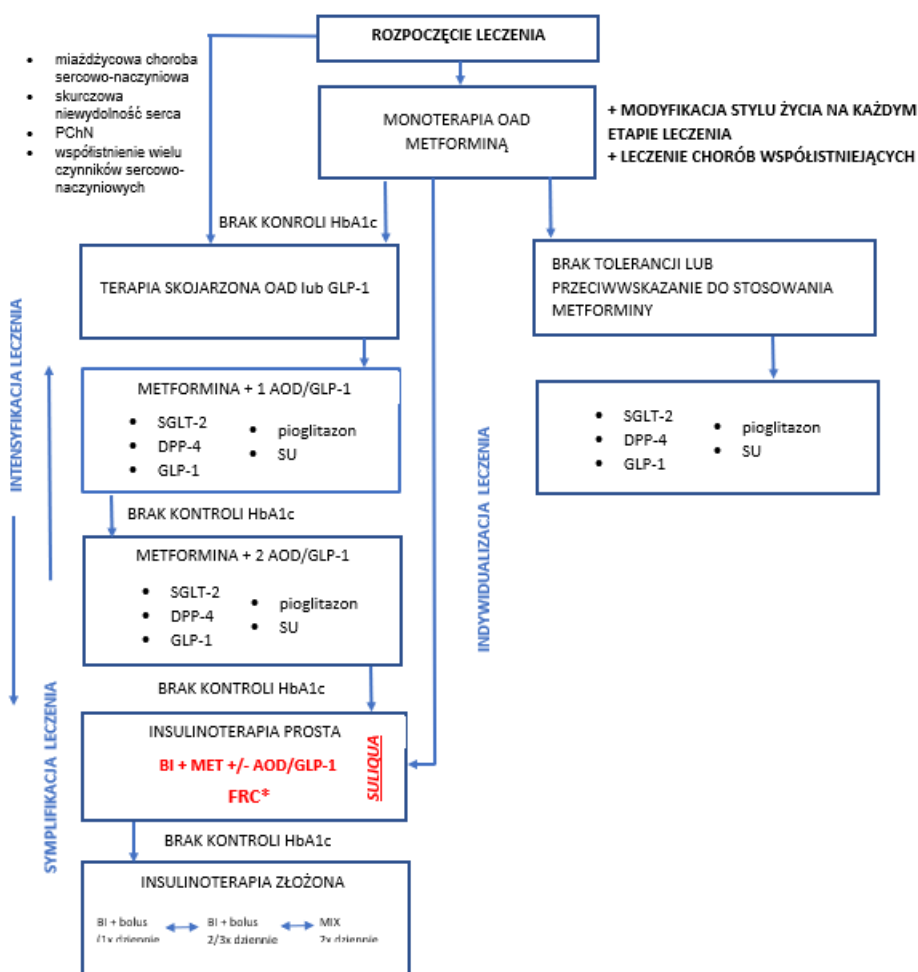 ROZPOCZĘCIE LECZENIA
• miażdżycowa choroba
sercowo-naczyniowa
• skurczowa
niewydolność serca
• PChN
• współistnienie wielu
czynników sercowo-
naczyniowych
MONOTERAPIA OAD
METFORMINĄ
+ MODYFIKACJA STYLU ŻYCIA NA KAŻDYM
ETAPIE LECZENIA
+ LECZENIE CHORÓB WSPÓŁISTNIEJĄCYCH
BRAK KONROLI HbA1c
TERAPIA SKOJARZONA OAD lub GLP-1
BRAK TOLERANCJI LUB
PRZECIWWSKAZANIE DO STOSOWANIA
METFORMINY
INTENSYFIKACJA LECZENIA
METFORMINA + 1 AOD/GLP-1
• SGLT-2
• DPP-4
• GLP-1
• pioglitazon
• SU
• SGLT-2
• DPP-4
• GLP-1
• pioglitazon
• SU
BRAK KONTROLI HbA1c
METFORMINA + 2 AOD/GLP-1
• SGLT-2
• DPP-4
• GLP-1
• pioglitazon
• SU
INDYWIDUALIZACJA LECZENIA
BRAK KONTROLI HbA1c
SYMPLIFIKACJA LECZENIA
INSULINOTERAPIA PROSTA
BI + MET +/- AOD/GLP-1
FRC*
SULIQUA
BRAK KONTROLI HbA1c
INSULINOTERAPIA ZŁOŻONA
BI + bolus
/1x dziennie
BI + bolus
2/3x dziennie
MIX
2x dziennie